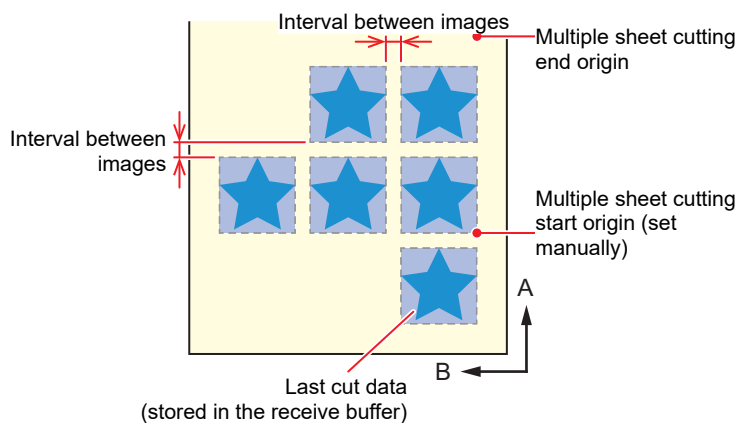 Interval between images
Multiple sheet cutting
end origin
Interval between
images
Multiple sheet cutting
start origin (set
manually)
A
B
Last cut data
(stored in the receive buffer)